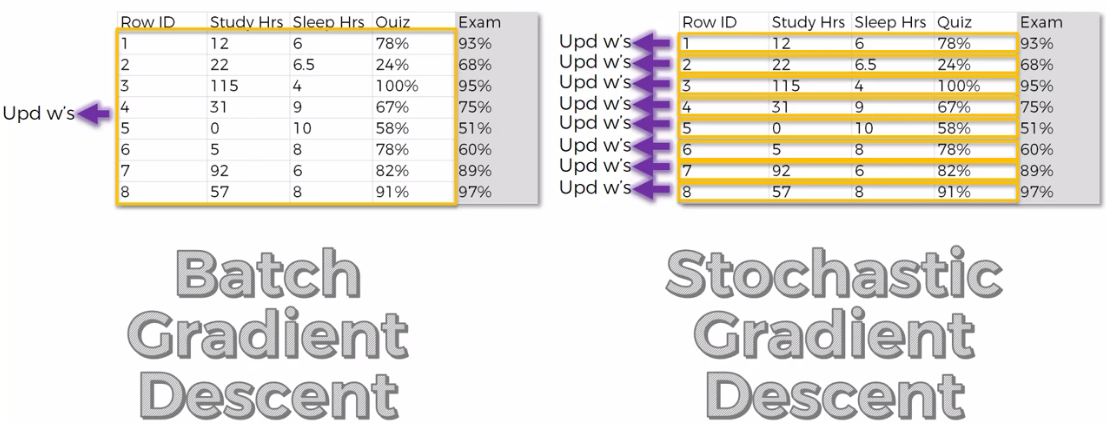 Row ID Study Hrs Sleep Hrs Quiz Exam
1 12 6 78% 93%
2 22 6.5 24% 68%
3 115 4 100% 95%
4 31 9 67% 75%
5 0 10 58% 51%
6 5 8 78% 60%
7 92 6 82% 89%
8 57 8 91% 97%
Upd w's
Batch
Gradient
Descent
Row ID Study Hrs Sleep Hrs Quiz Exam
Upd w's 1 12 6 78% 93%
Upd w's 2 22 6.5 24% 68%
Upd w's 3 115 4 100% 95%
Upd w's 4 31 9 67% 75%
Upd w's 5 0 10 58% 51%
Upd w's 6 5 8 78% 60%
Upd w's 7 92 6 82% 89%
Upd w's 8 57 8 91% 97%
Stochastic
Gradient
Descent